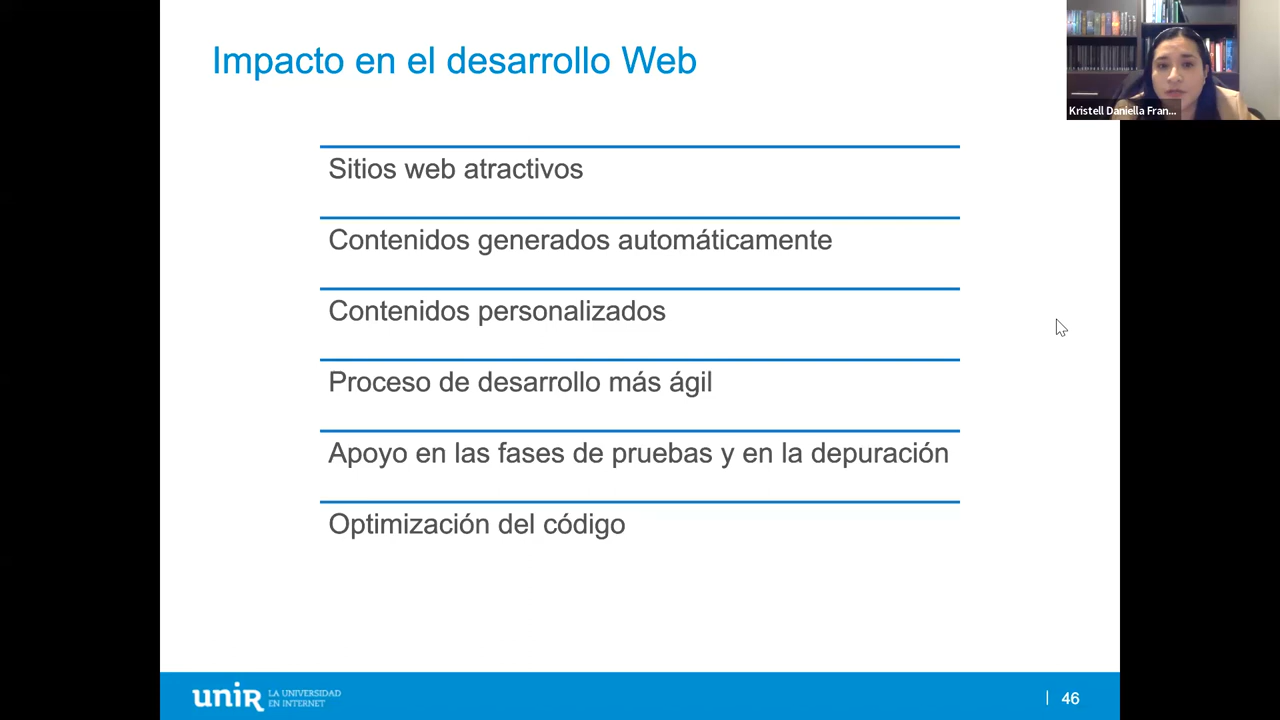 Impacto en el desarrollo Web
Kristell Daniella Fran...
Sitios web atractivos
Contenidos generados automáticamente
Contenidos personalizados
Proceso de desarrollo más ágil
Apoyo en las fases de pruebas y en la depuración
Optimización del código
unir LA UNIVERSIDAD
EN INTERNET
46